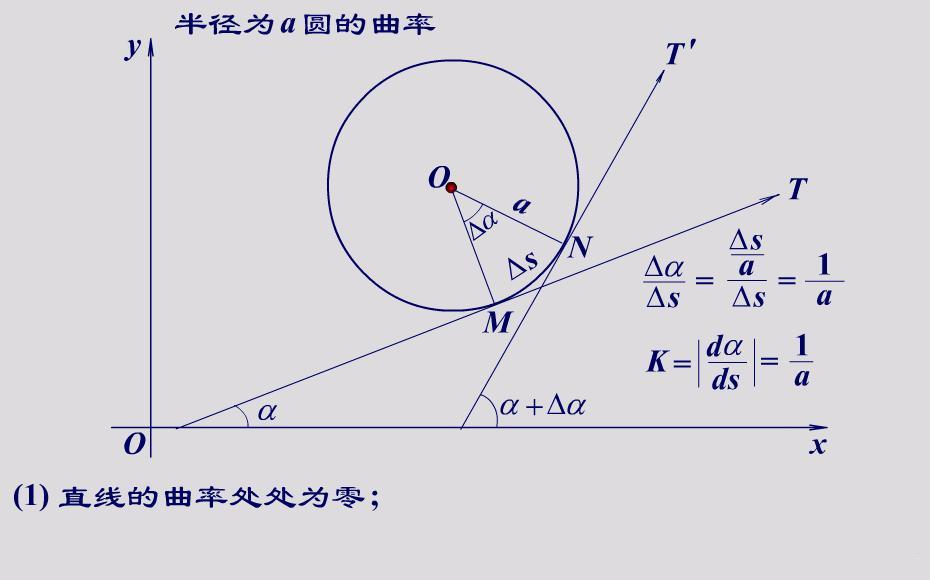 半径为 a 圆的曲率
y
T'
O
a
T
Δα
N
Δs
M
Δα/Δs = (Δs/a)/Δs = 1/a
K = |dα/ds| = 1/a
α
α + Δα
O
x
(1) 直线的曲率处处为零；